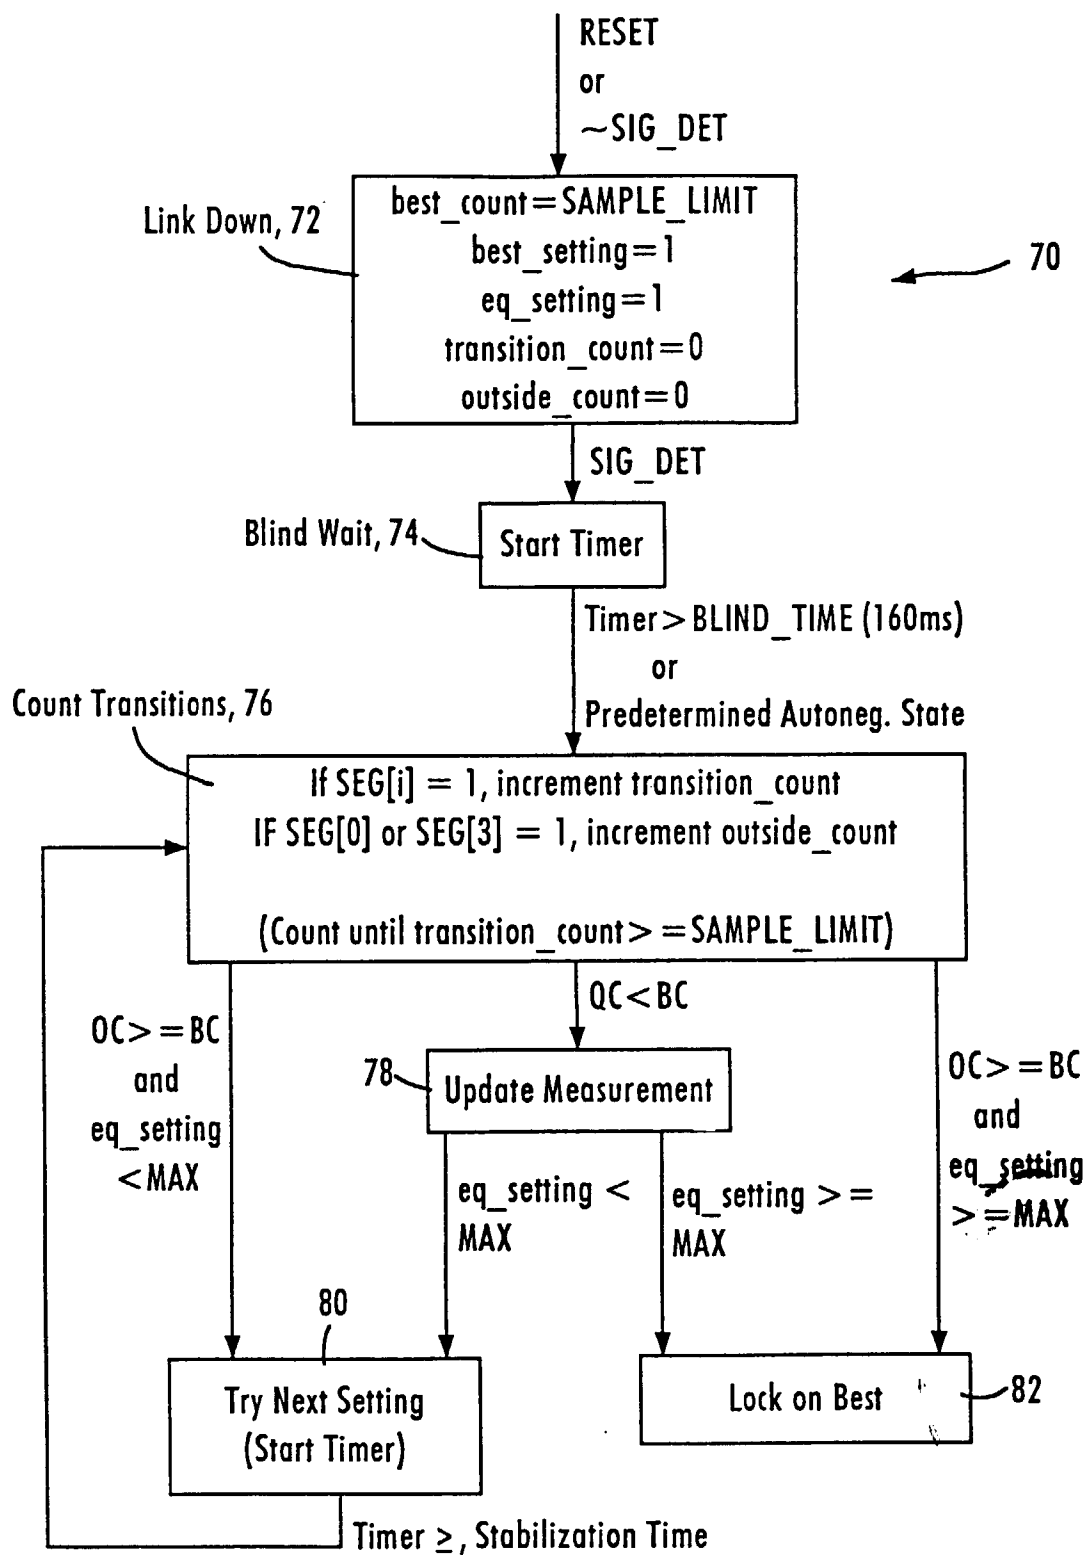 RESET
or
~SIG_DET
Link Down, 72
best_count=SAMPLE_LIMIT
best_setting=1
eq_setting=1
transition_count=0
outside_count=0
70
SIG_DET
Blind Wait, 74
Start Timer
Timer> BLIND_TIME (160ms)
or
Predetermined Autoneg. State
Count Transitions, 76
If SEG[i] = 1, increment transition_count
IF SEG[0] or SEG[3] = 1, increment outside_count
(Count until transition_count> =SAMPLE_LIMIT)
OC> =BC
and
eq_setting
<MAX
QC<BC
OC> =BC
and
eq_setting
> =MAX
78
Update Measurement
eq_setting <
MAX
eq_setting > =
MAX
80
Try Next Setting
(Start Timer)
Lock on Best
82
Timer ≥, Stabilization Time